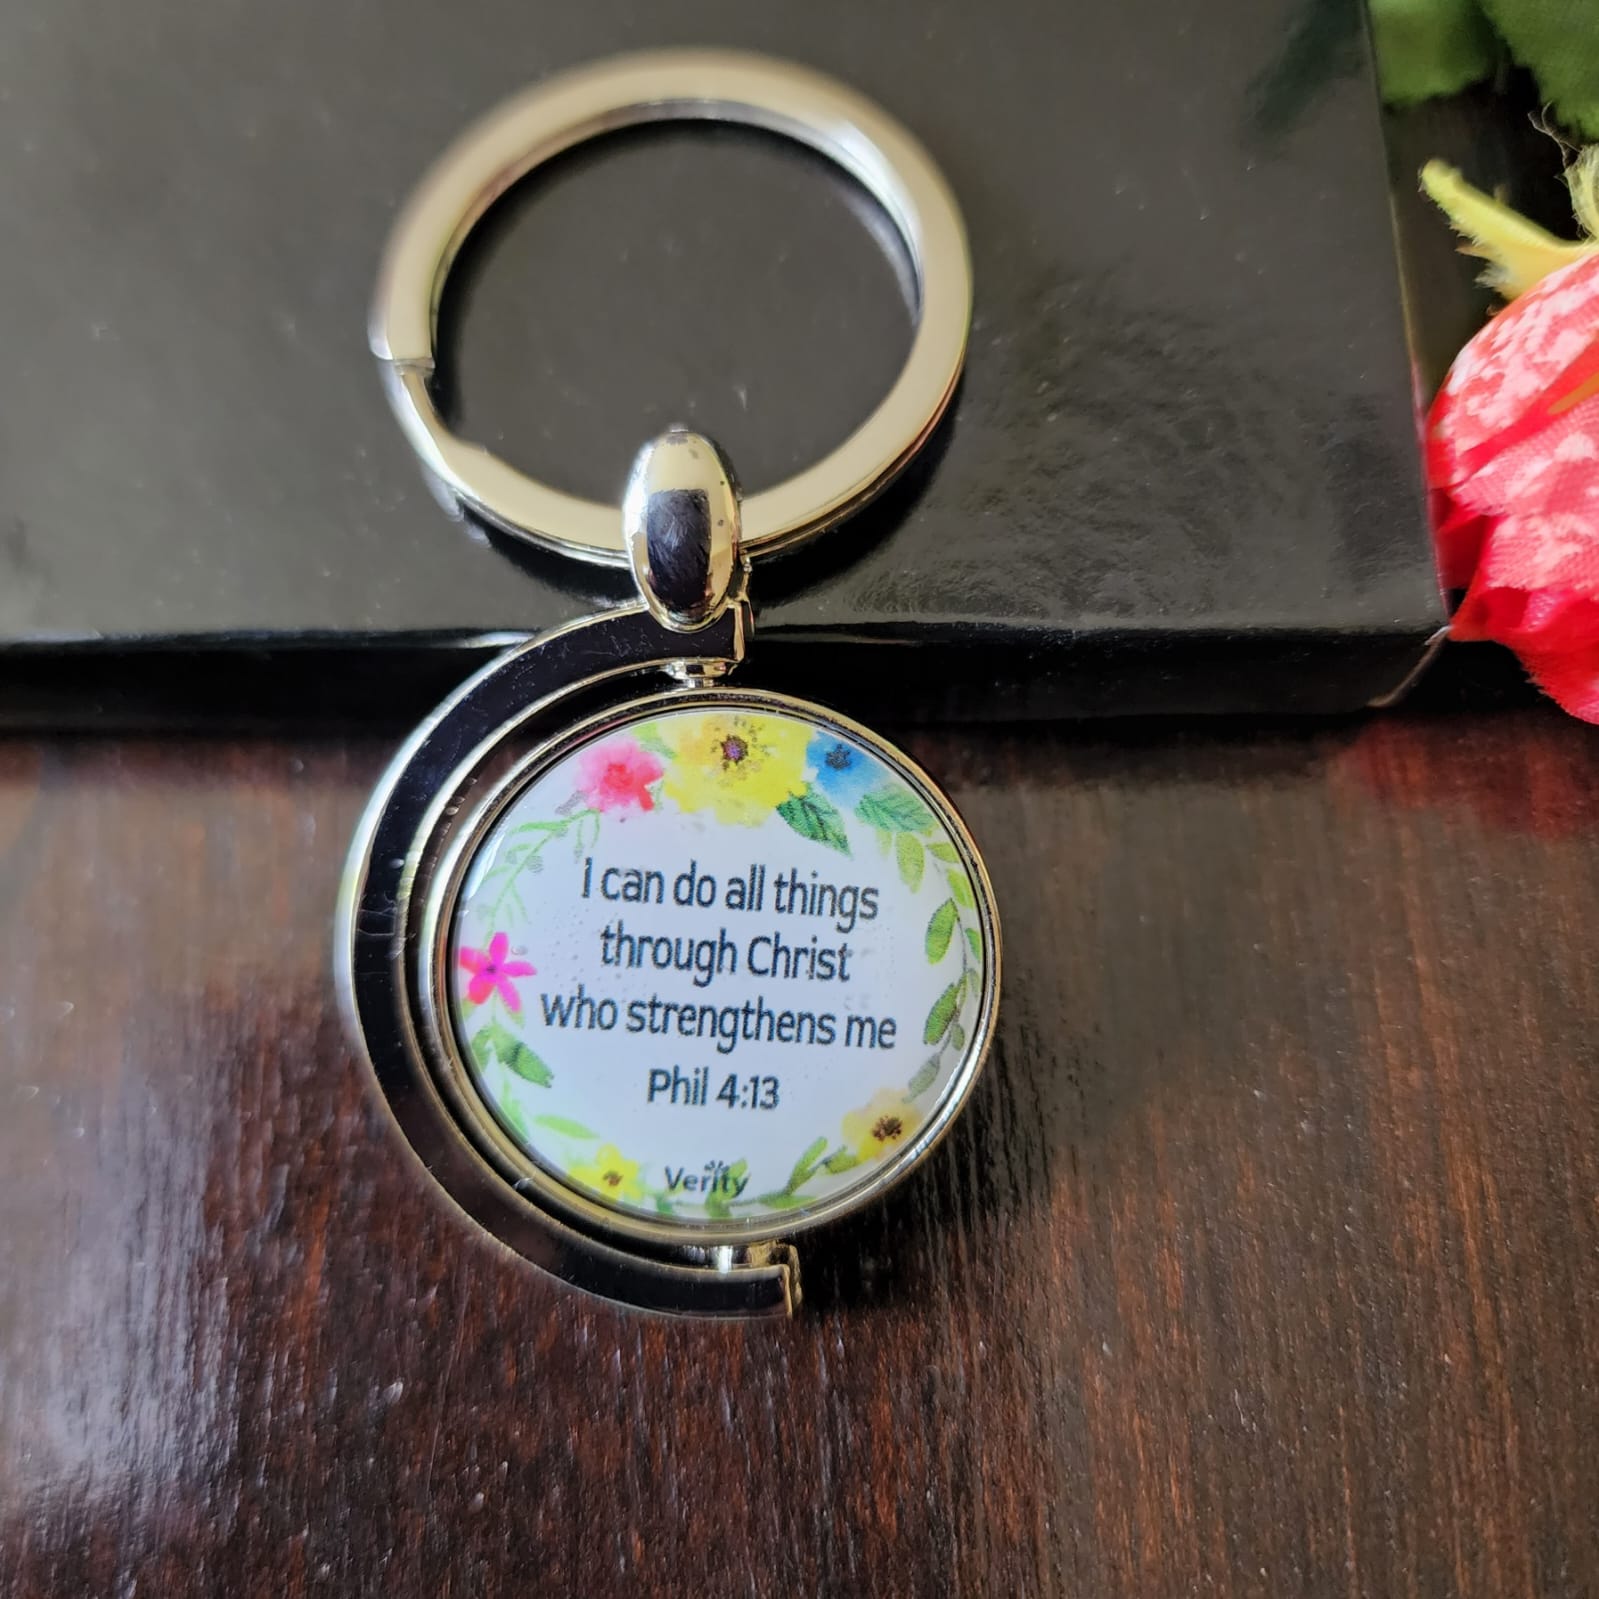 I can do all things
through Christ
who strengthens me
Phil 4:13
Verity